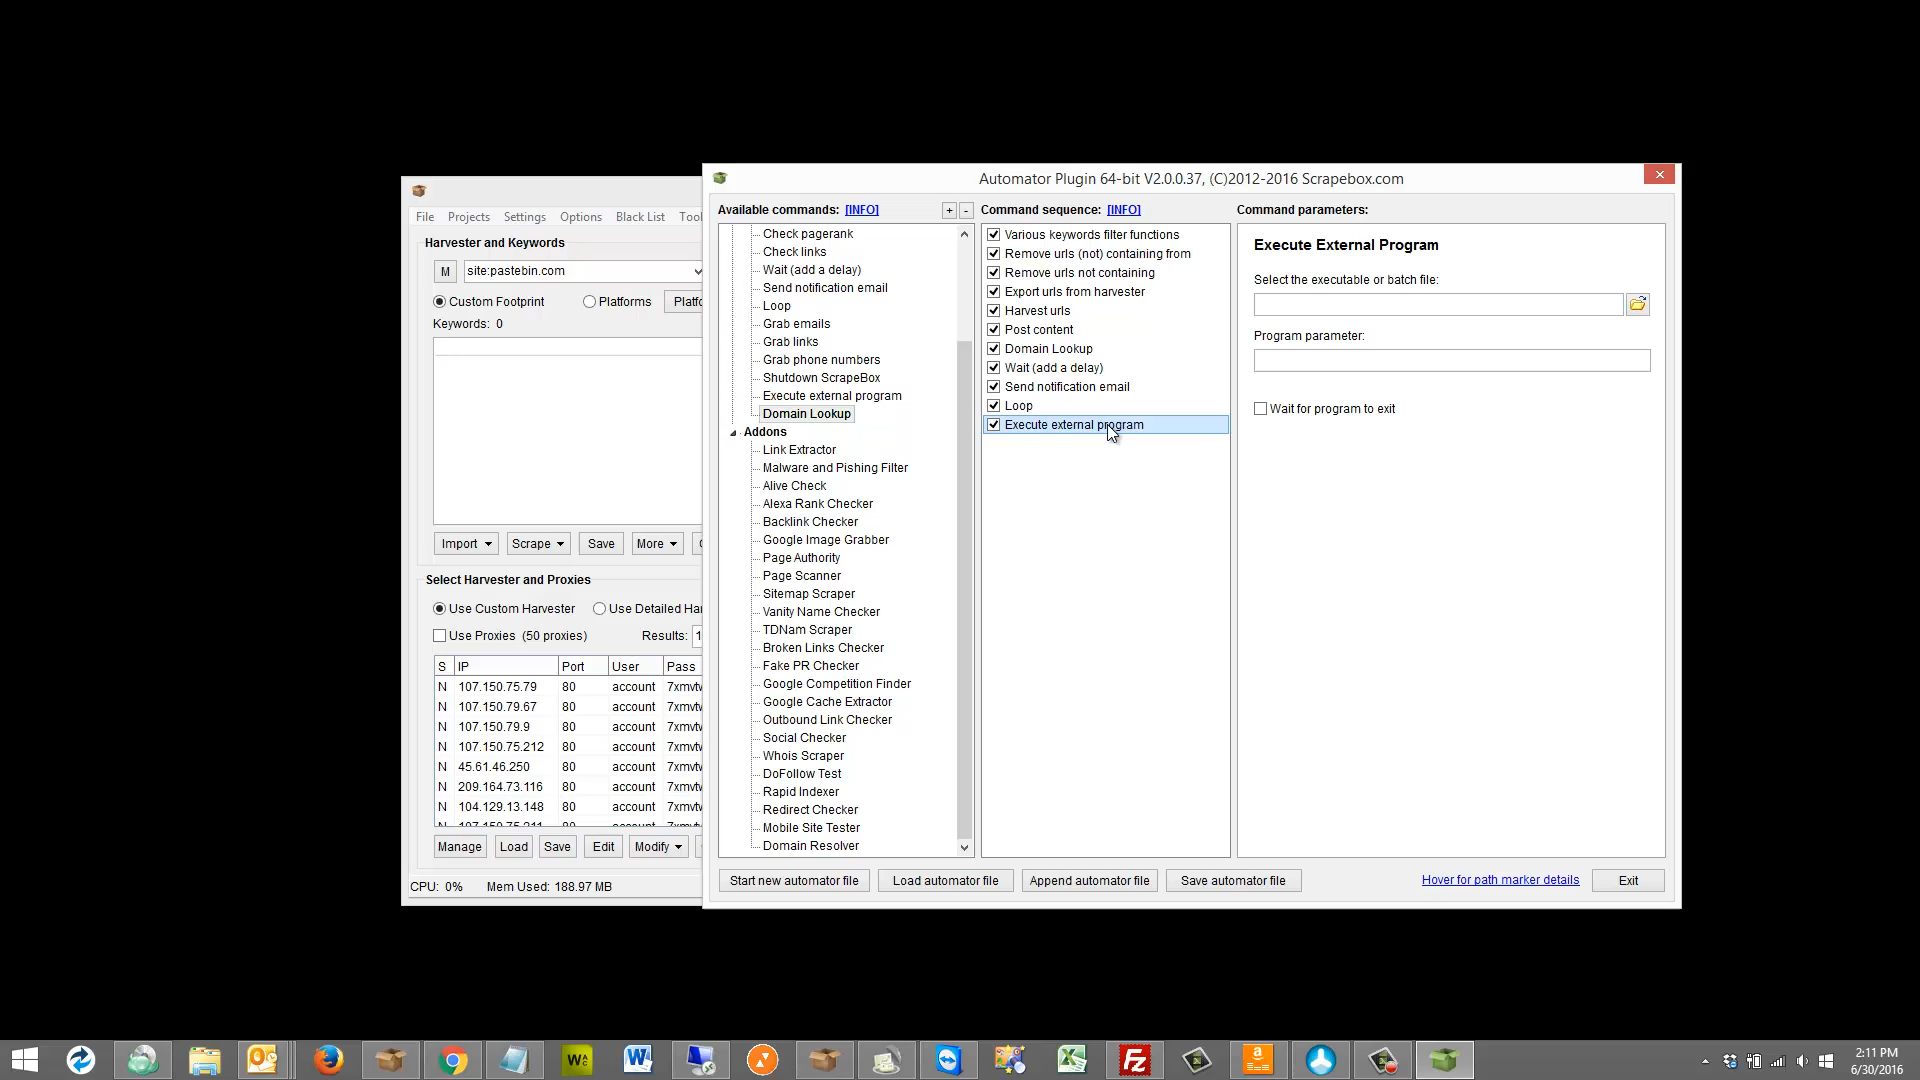 Automator Plugin 64-bit V2.0.0.37, (C)2012-2016 Scrapebox.com
File Projects Settings Options Black List
Harvester and Keywords
M site:pastebin.com
Custom Footprint Platforms
Keywords: 0
Import Scrape Save More
Select Harvester and Proxies
Use Custom Harvester Use Detailed
Use Proxies (50 proxies) Results: 1
S IP Port User Pass
N 107.150.75.79 80 account
N 107.150.79.67 80 account
N 107.150.79.9 80 account
N 107.150.75.212 80 account
N 45.61.46.250 80 account
N 209.164.73.116 80 account
N 104.129.13.148 80 account
Manage Load Save Edit Modify
CPU: 0% Mem Used: 188.97 MB
Available commands: [INFO] + -
Check pagerank
Check links
Wait (add a delay)
Send notification email
Loop
Grab emails
Grab links
Grab phone numbers
Shutdown ScrapeBox
Execute external program
Domain Lookup
Addons
Link Extractor
Malware and Pishing Filter
Alive Check
Alexa Rank Checker
Backlink Checker
Google Image Grabber
Page Authority
Page Scanner
Sitemap Scraper
Vanity Name Checker
TDNam Scraper
Broken Links Checker
Fake PR Checker
Google Competition Finder
Google Cache Extractor
Outbound Link Checker
Social Checker
Whois Scraper
DoFollow Test
Rapid Indexer
Redirect Checker
Mobile Site Tester
Domain Resolver
Command sequence: [INFO]
Various keywords filter functions
Remove urls (not) containing from
Remove urls not containing
Export urls from harvester
Harvest urls
Post content
Domain Lookup
Wait (add a delay)
Send notification email
Loop
Execute external program
Command parameters:
Execute External Program
Select the executable or batch file:
Program parameter:
Wait for program to exit
Start new automator file Load automator file Append automator file Save automator file Hover for path marker details Exit
2:11 PM
6/30/2016